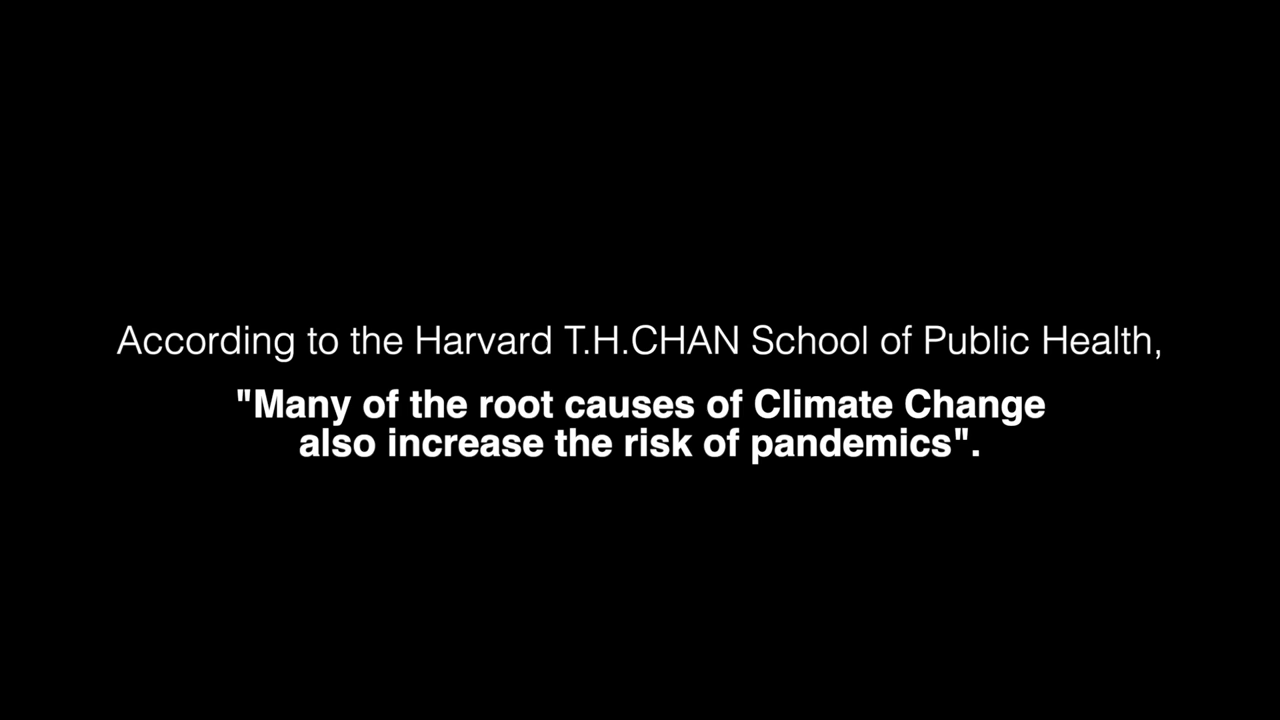 According to the Harvard T.H.CHAN School of Public Health,
"Many of the root causes of Climate Change
also increase the risk of pandemics".